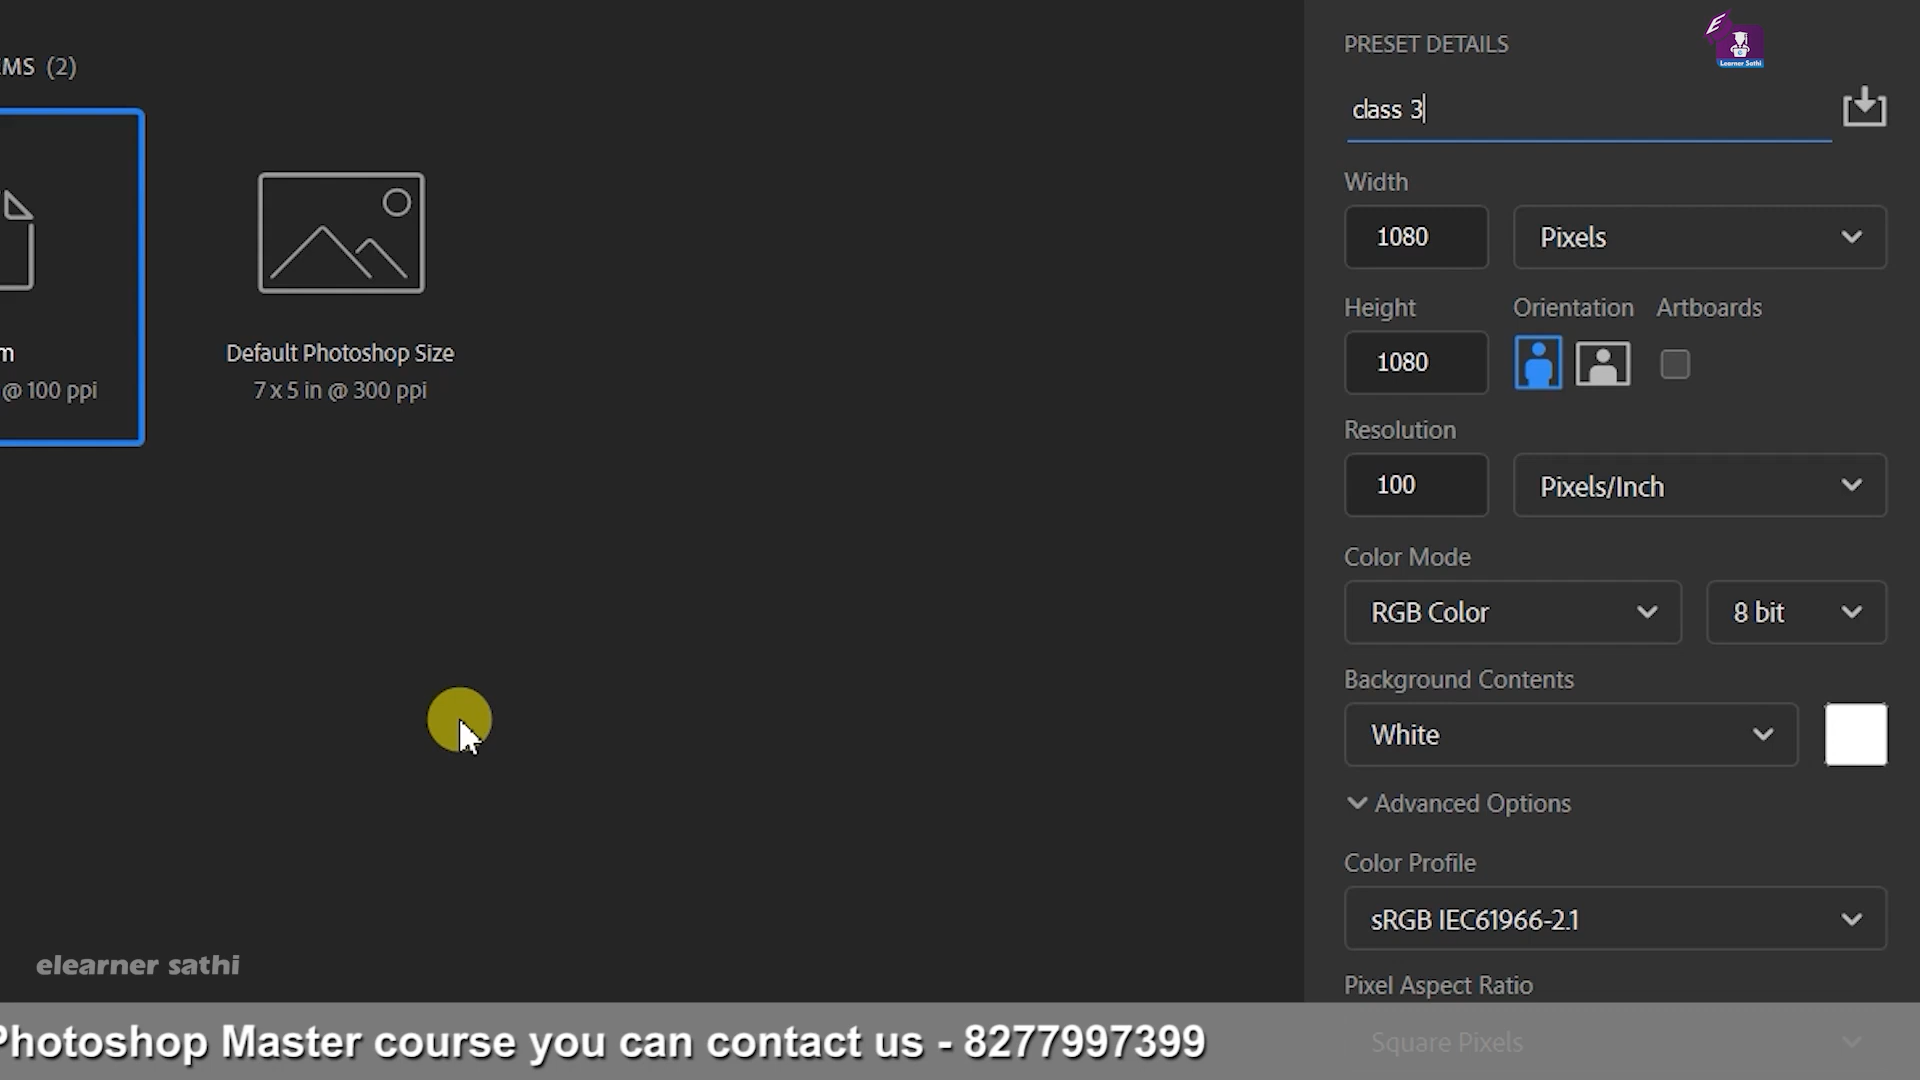 MS (2)
m
@ 100 ppi
Default Photoshop Size
7 x 5 in @ 300 ppi
PRESET DETAILS
E
Learner Sathi
class 3
Width
1080
Pixels
Height
Orientation
Artboards
1080
Resolution
100
Pixels/Inch
Color Mode
RGB Color
8 bit
Background Contents
White
Advanced Options
Color Profile
sRGB IEC61966-2.1
Pixel Aspect Ratio
Square Pixels
elearner sathi
Photoshop Master course you can contact us - 8277997399